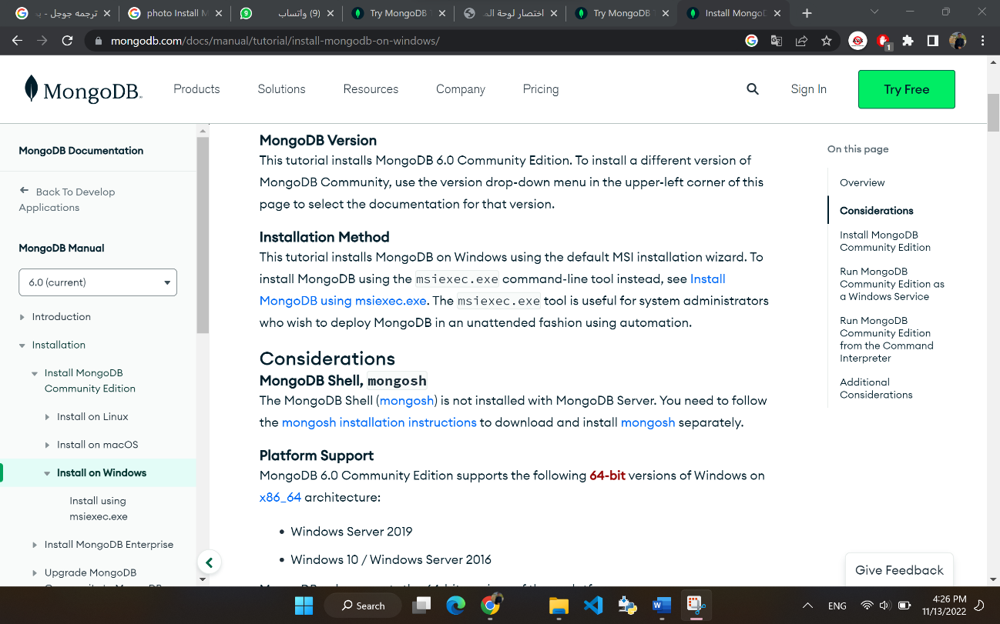 ترجمه جوجل - ب
photo Install M
9
(9) واتساب
Try MongoDB
اختصار لوحة الم
Try MongoDB
Install MongoD
mongodb.com/docs/manual/tutorial/install-mongodb-on-windows/
1
MongoDB
Products
Solutions
Resources
Company
Pricing
Sign In
Try Free
MongoDB Documentation
Back To Develop
Applications
MongoDB Manual
6.0 (current)
Introduction
Installation
Install MongoDB
Community Edition
Install on Linux
Install on macOS
Install on Windows
Install using
msiexec.exe
Install MongoDB Enterprise
Upgrade MongoDB
MongoDB Version
This tutorial installs MongoDB 6.0 Community Edition. To install a different version of
MongoDB Community, use the version drop-down menu in the upper-left corner of this
page to select the documentation for that version.
Installation Method
This tutorial installs MongoDB on Windows using the default MSI installation wizard. To
install MongoDB using the msiexec.exe command-line tool instead, see Install
MongoDB using msiexec.exe. The msiexec.exe tool is useful for system administrators
who wish to deploy MongoDB in an unattended fashion using automation.
Considerations
MongoDB Shell, mongosh
The MongoDB Shell (mongosh) is not installed with MongoDB Server. You need to follow
the mongosh installation instructions to download and install mongosh separately.
Platform Support
MongoDB 6.0 Community Edition supports the following 64-bit versions of Windows on
x86_64 architecture:
• Windows Server 2019
• Windows 10 / Windows Server 2016
On this page
Overview
Considerations
Install MongoDB
Community Edition
Run MongoDB
Community Edition as
a Windows Service
Run MongoDB
Community Edition
from the Command
Interpreter
Additional
Considerations
Give Feedback
Search
ENG
4:26 PM
11/13/2022